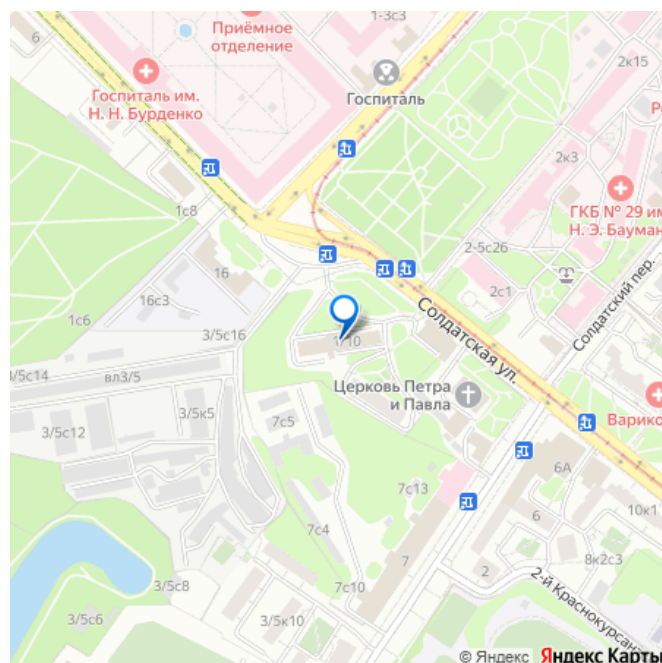 6
Приёмное
отделение
1-3с3
2к15
Госпиталь им.
Н. Н. Бурденко
Госпиталь
2к3
ГКБ № 29 им
Н. Э. Бауман
1с8
2-5с26
16
2с1
Солдатский пер.
16с3
1с6
Солдатская ул.
3/5с16
1/10
3/5с14
вл3/5
Церковь Петра
и Павла
3/5к5
7с5
Варико
3/5с12
6А
7с13
10к1
7с4
6
7
8к2с3
3/5с8
7с10
2
2-й Краснокурсант
3/5с6
3/5к10
© Яндекс Яндекс Карты